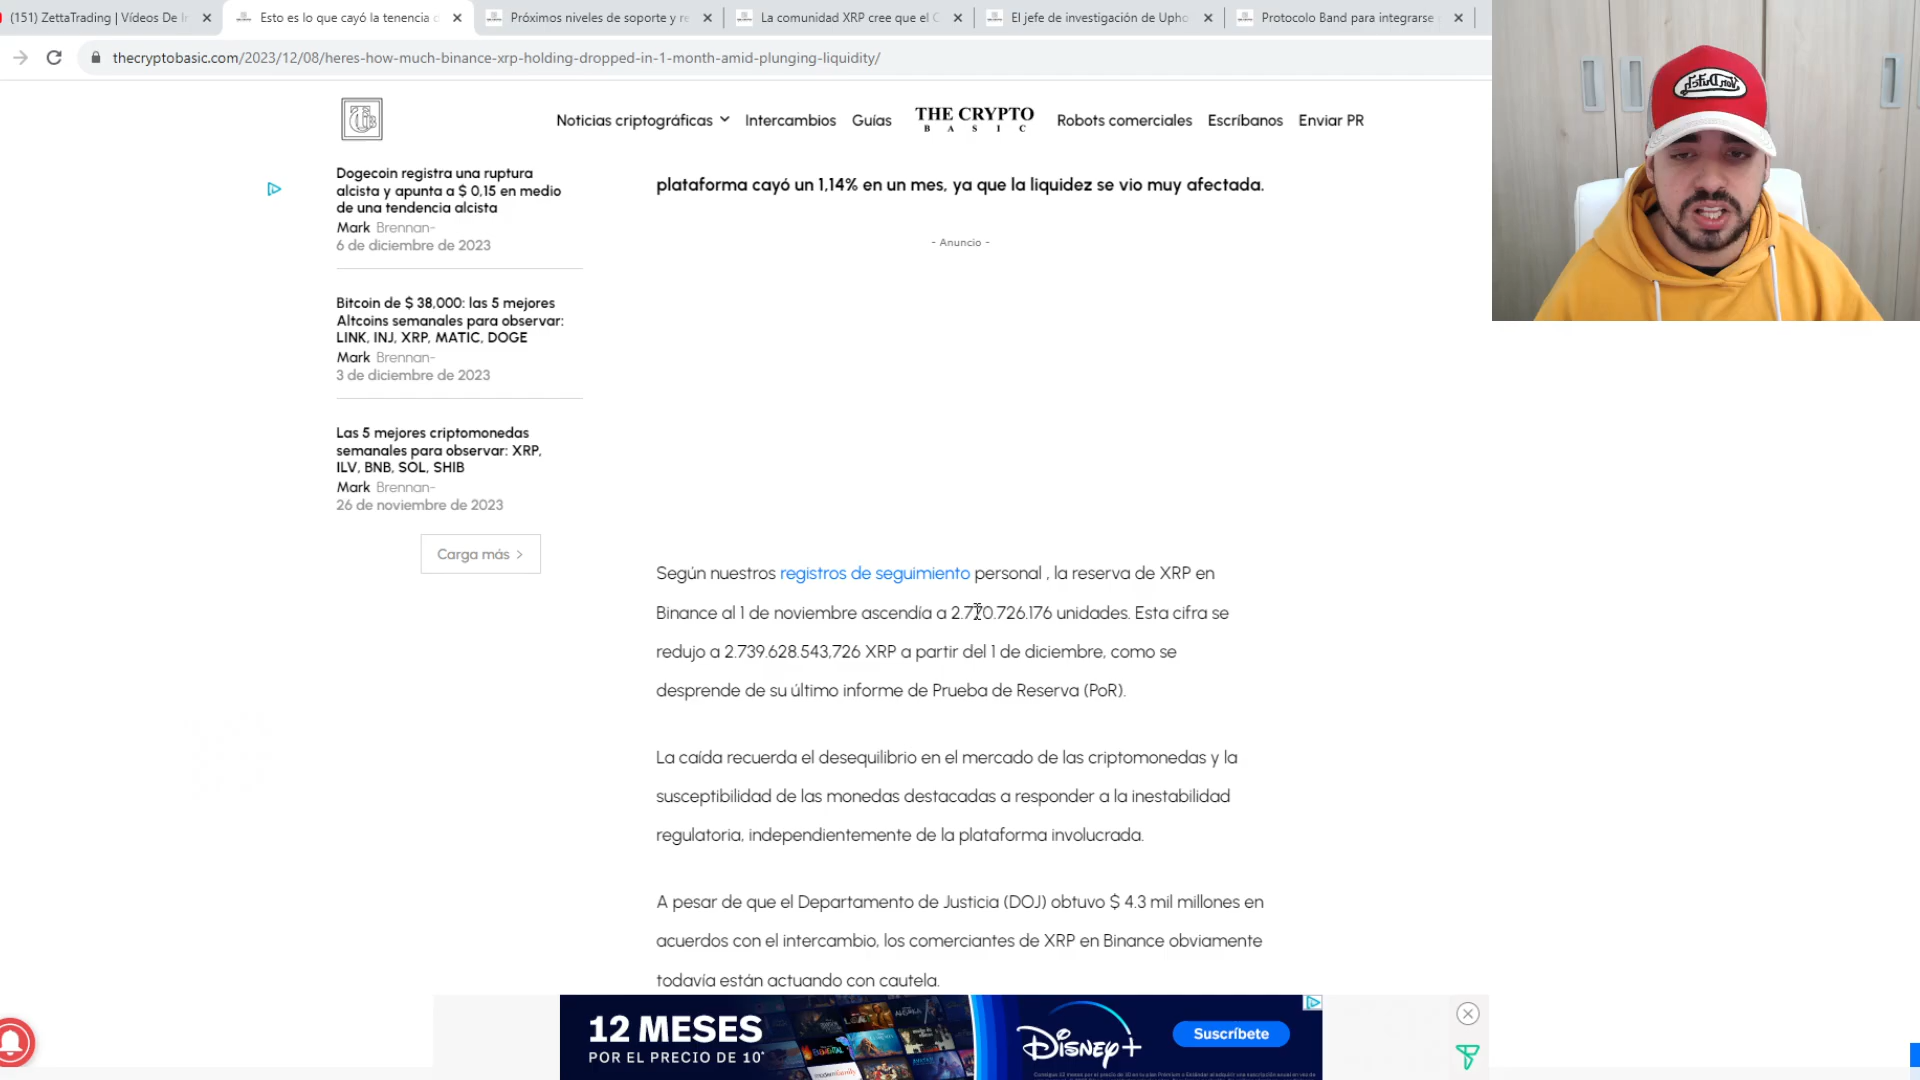 (151) ZettaTrading | Vídeos De In
Esto es lo que cayó la tenencia d
Próximos niveles de soporte y re
La comunidad XRP cree que el C
El jefe de investigación de Upho
Protocolo Band para integrarse
thecryptobasic.com/2023/12/08/heres-how-much-binance-xrp-holding-dropped-in-1-month-amid-plunging-liquidity/
Von Dutch
Noticias criptográficas
Intercambios
Guías
THE CRYPTO
BASIC
Robots comerciales
Escríbanos
Enviar PR
Dogecoin registra una ruptura
alcista y apunta a $ 0,15 en medio
de una tendencia alcista
Mark Brennan-
6 de diciembre de 2023
Bitcoin de $ 38,000: las 5 mejores
Altcoins semanales para observar:
LINK, INJ, XRP, MATIC, DOGE
Mark Brennan-
3 de diciembre de 2023
Las 5 mejores criptomonedas
semanales para observar: XRP,
ILV, BNB, SOL, SHIB
Mark Brennan-
26 de noviembre de 2023
Carga más >
plataforma cayó un 1,14% en un mes, ya que la liquidez se vio muy afectada.
- Anuncio -
Según nuestros registros de seguimiento personal , la reserva de XRP en
Binance al 1 de noviembre ascendía a 2.770.726.176 unidades. Esta cifra se
redujo a 2.739.628.543,726 XRP a partir del 1 de diciembre, como se
desprende de su último informe de Prueba de Reserva (PoR).
La caída recuerda el desequilibrio en el mercado de las criptomonedas y la
susceptibilidad de las monedas destacadas a responder a la inestabilidad
regulatoria, independientemente de la plataforma involucrada.
A pesar de que el Departamento de Justicia (DOJ) obtuvo $ 4.3 mil millones en
acuerdos con el intercambio, los comerciantes de XRP en Binance obviamente
todavía están actuando con cautela.
12 MESES
POR EL PRECIO DE 10*
Disney+
Suscríbete